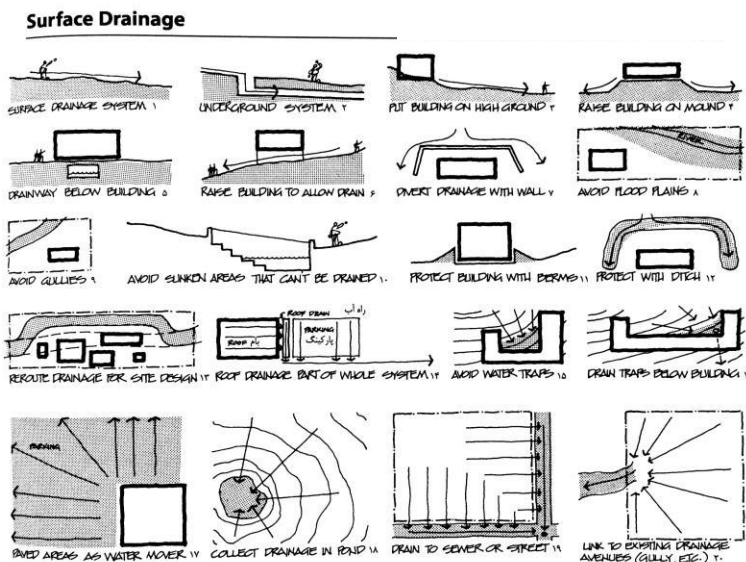 Surface Drainage
SURFACE DRAINAGE SYSTEM ۱
UNDERGROUND SYSTEM ۲
PUT BUILDING ON HIGH GROUND ۳
RAISE BUILDING ON MOUND ۴
DRAINWAY BELOW BUILDING ۵
RAISE BUILDING TO ALLOW DRAIN ۶
DIVERT DRAINAGE WITH WALL ۷
RIVER
AVOID FLOOD PLAINS ۸
AVOID GULLIES ۹
AVOID SUNKEN AREAS THAT CAN'T BE DRAINED ۱۰
PROTECT BUILDING WITH BERMS ۱۱
PROTECT WITH DITCH ۱۲
REROUTE DRAINAGE FOR SITE DESIGN ۱۳
ROOF DRAIN
راه آب
ROOF بام
PARKING
پارکینگ
ROOF DRAINAGE PART OF WHOLE SYSTEM ۱۴
AVOID WATER TRAPS ۱۵
DRAIN TRAPS BELOW BUILDING
PARKING
PAVED AREAS AS WATER MOVER ۱۷
COLLECT DRAINAGE IN POND ۱۸
DRAIN TO SEWER OR STREET ۱۹
LINK TO EXISTING DRAINAGE
AVENUES (GULLY, ETC.) ۲۰